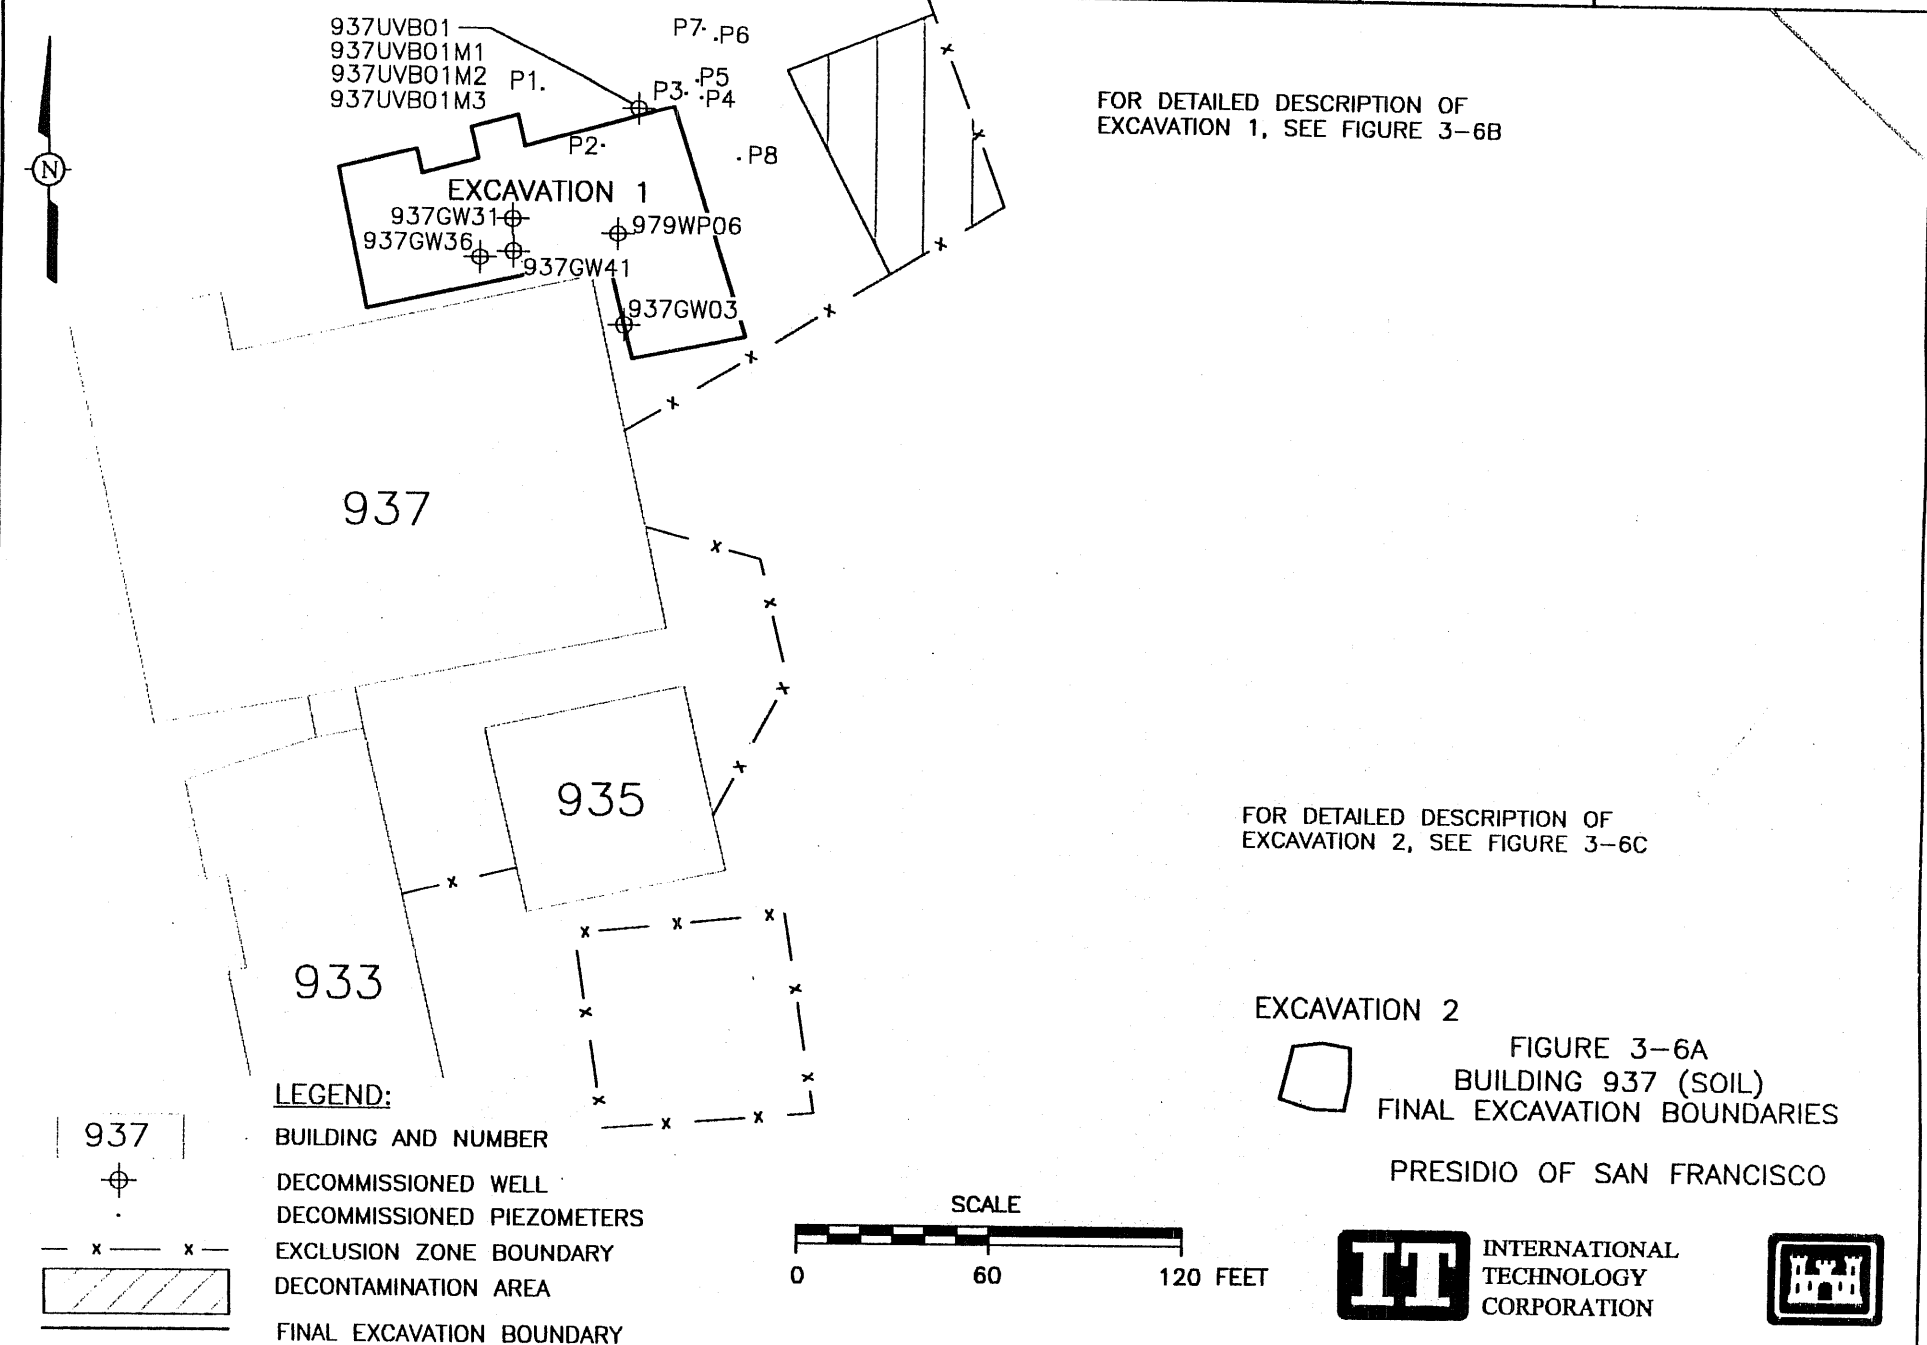 937UVB01
937UVB01M1
937UVB01M2
937UVB01M3
P1
P7
P6
P5
P3
P4
P2
P8
N
FOR DETAILED DESCRIPTION OF
EXCAVATION 1, SEE FIGURE 3-6B
EXCAVATION 1
937GW31
979WP06
937GW36
937GW41
937GW03
937
935
933
FOR DETAILED DESCRIPTION OF
EXCAVATION 2, SEE FIGURE 3-6C
EXCAVATION 2
FIGURE 3-6A
BUILDING 937 (SOIL)
FINAL EXCAVATION BOUNDARIES
PRESIDIO OF SAN FRANCISCO
LEGEND:
937
BUILDING AND NUMBER
DECOMMISSIONED WELL
DECOMMISSIONED PIEZOMETERS
EXCLUSION ZONE BOUNDARY
DECONTAMINATION AREA
FINAL EXCAVATION BOUNDARY
SCALE
0 60 120 FEET
IT
INTERNATIONAL
TECHNOLOGY
CORPORATION